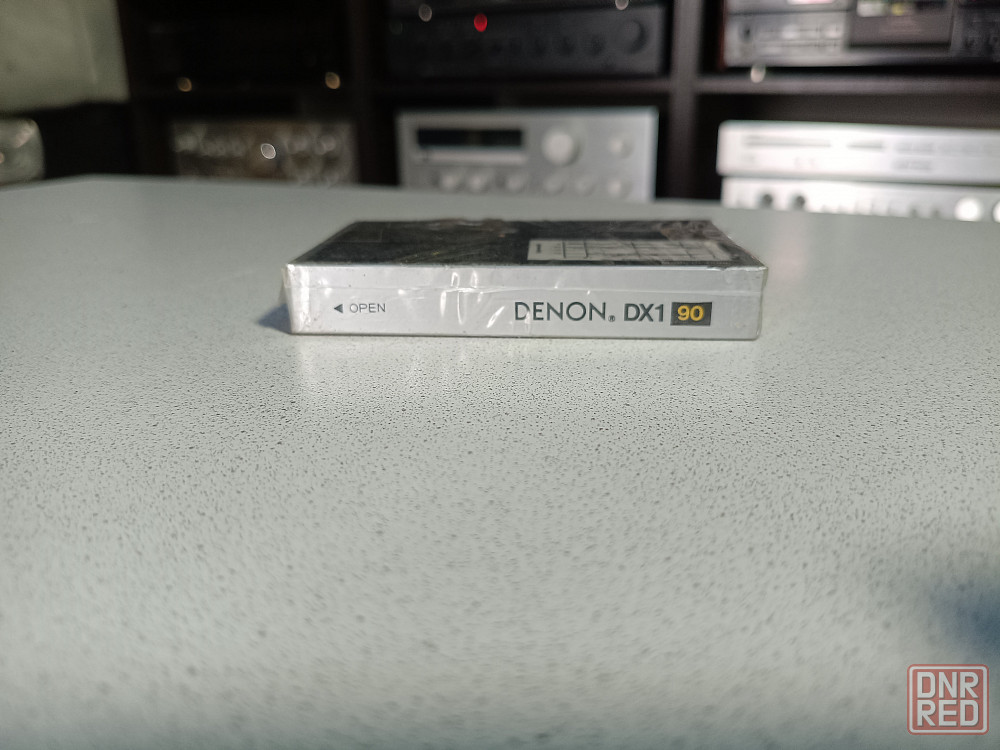 ◀ OPEN DENON® DX1 90
DNR
RED